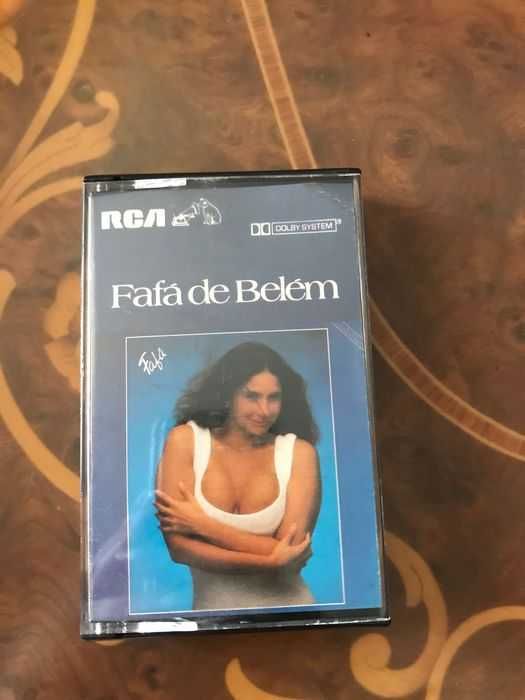 RCA
DOLBY SYSTEM®
Fafá de Belém
Fafá